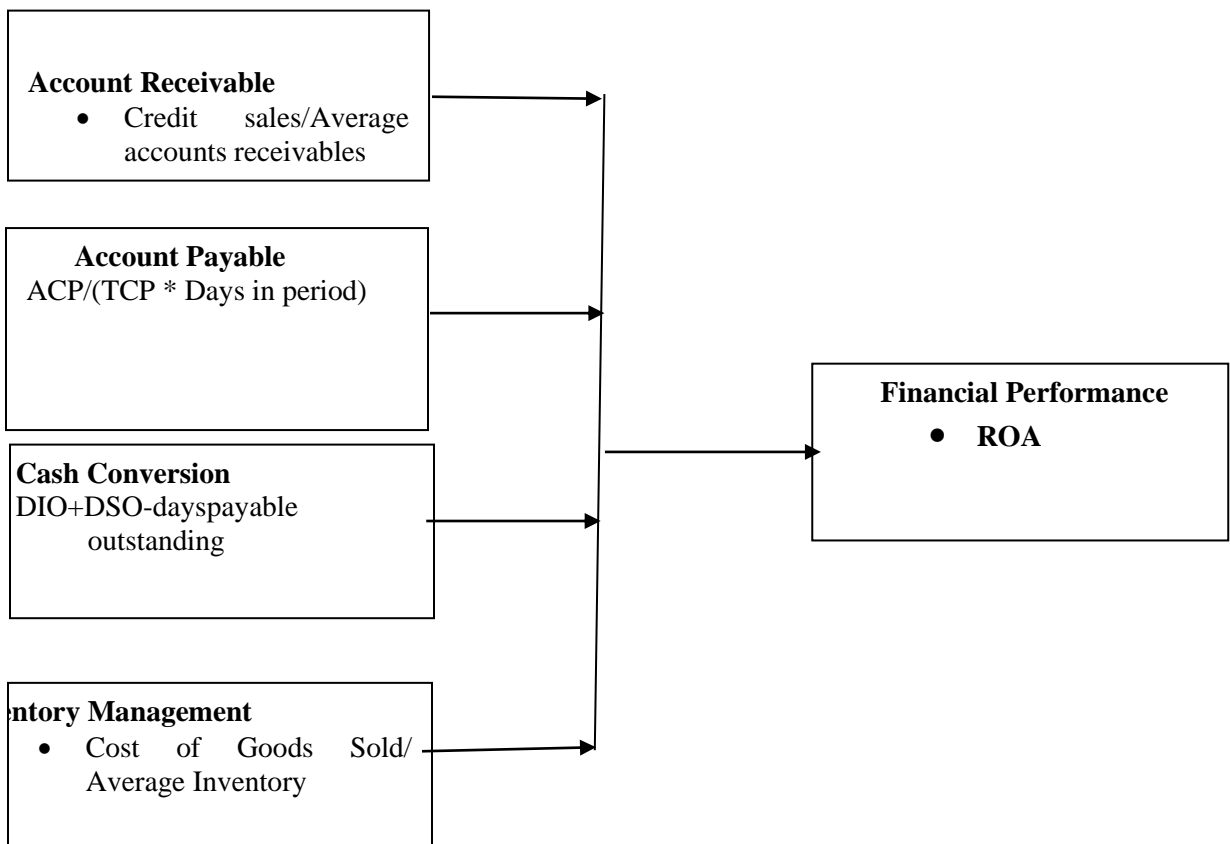 Account Receivable
• Credit sales/Average
accounts receivables
Account Payable
ACP/(TCP * Days in period)
Cash Conversion
DIO+DSO-dayspayable
outstanding
entory Management
• Cost of Goods Sold/
Average Inventory
Financial Performance
• ROA